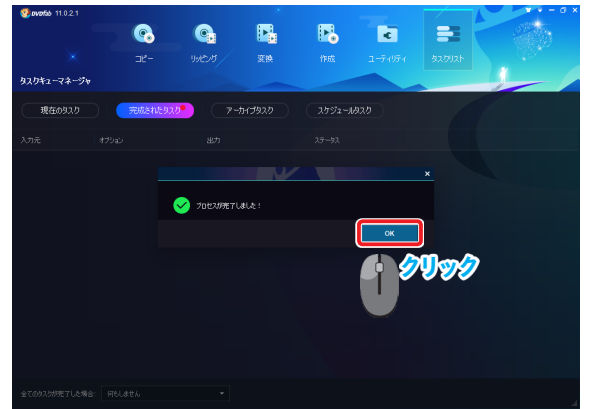 DVDFab 11.0.2.1
コピー
リッピング
変換
作成
ユーティリティ
タスクリスト
タスクキューマネージャ
現在のタスク
完成されたタスク
アーカイブタスク
スケジュールタスク
入力元
オプション
出力
ステータス
プロセスが完了しました！
OK
クリック
全てのタスクが完了した場合:
何もしません